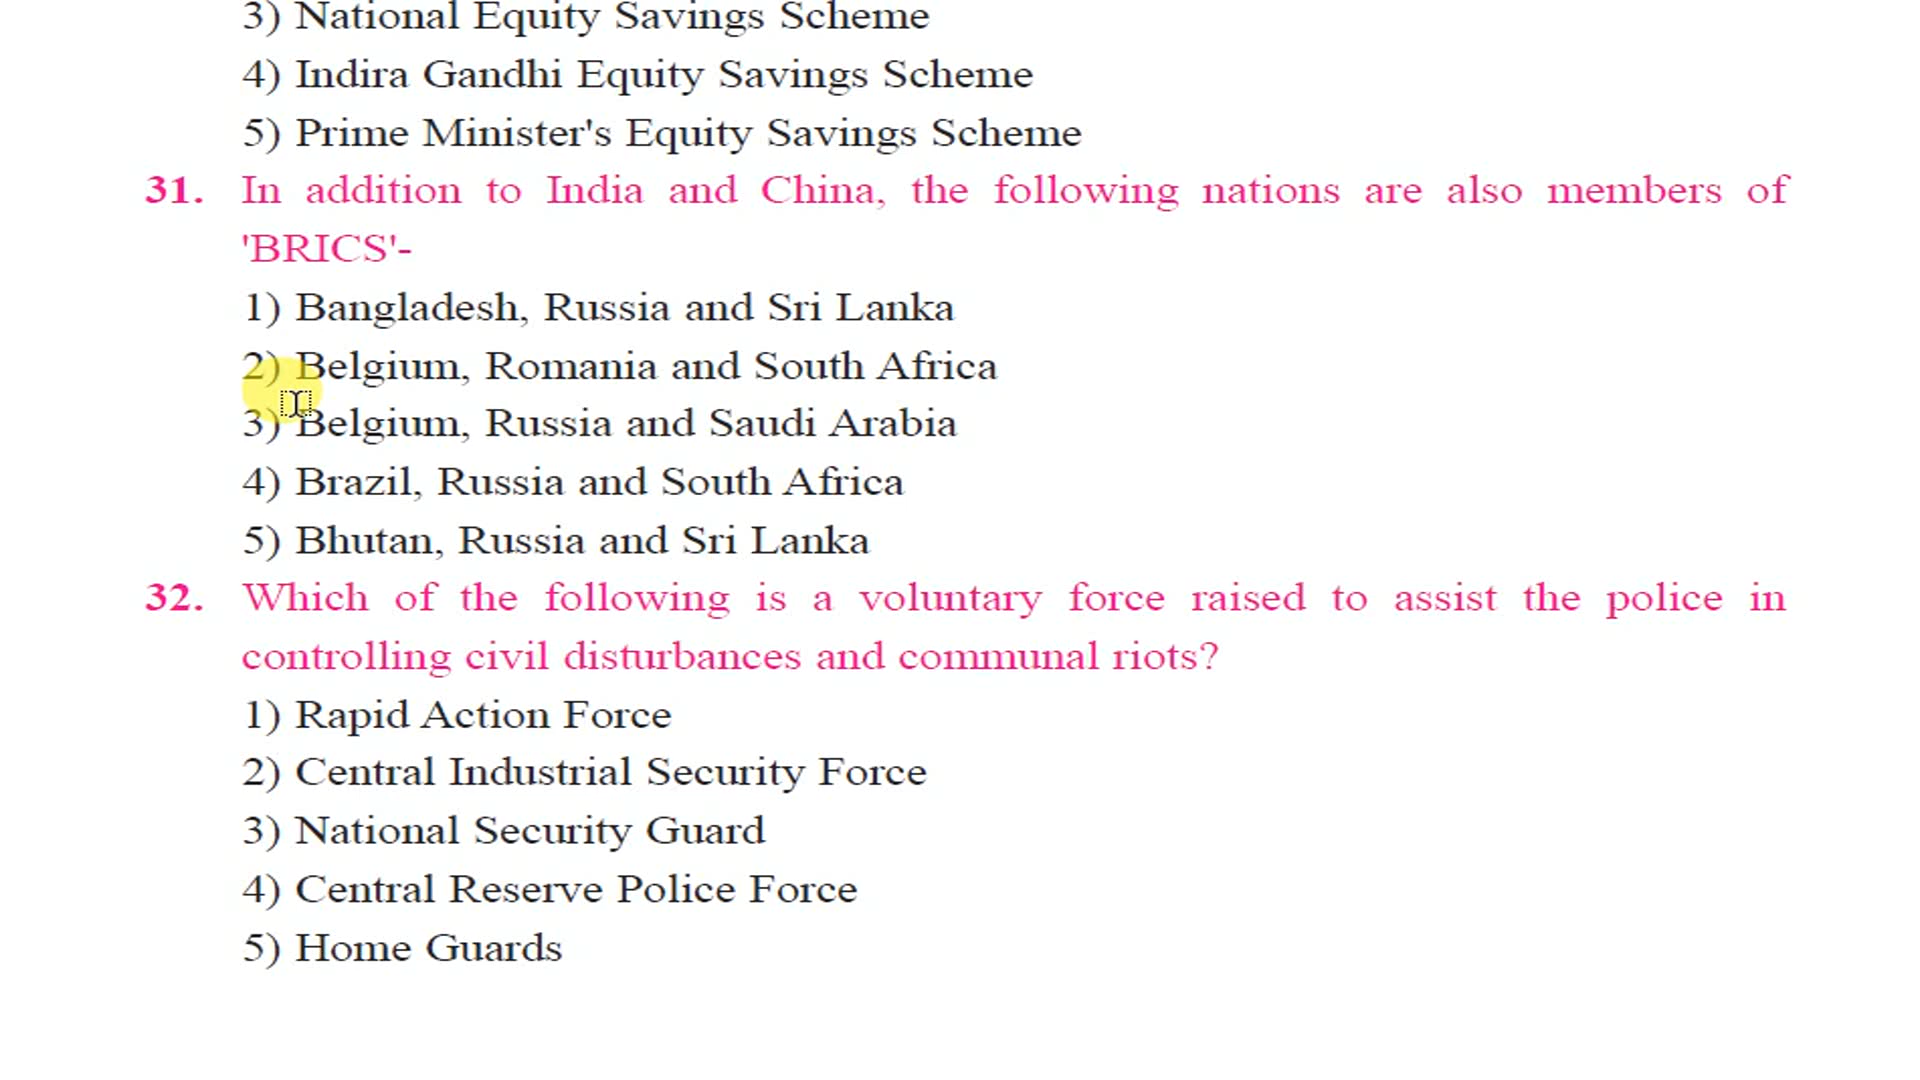 3) National Equity Savings Scheme
4) Indira Gandhi Equity Savings Scheme
5) Prime Minister's Equity Savings Scheme
31. In addition to India and China, the following nations are also members of
'BRICS'-
1) Bangladesh, Russia and Sri Lanka
2) Belgium, Romania and South Africa
3) Belgium, Russia and Saudi Arabia
4) Brazil, Russia and South Africa
5) Bhutan, Russia and Sri Lanka
32. Which of the following is a voluntary force raised to assist the police in
controlling civil disturbances and communal riots?
1) Rapid Action Force
2) Central Industrial Security Force
3) National Security Guard
4) Central Reserve Police Force
5) Home Guards